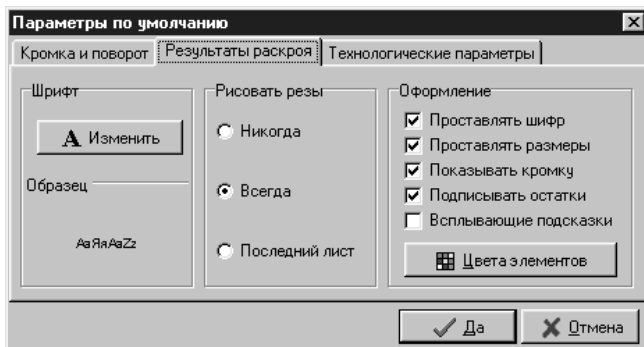 Параметры по умолчанию
Кромка и поворот Результаты раскроя Технологические параметры
Шрифт
A Изменить
Образец
АаЯяAaZz
Рисовать резы
Никогда
Всегда
Последний лист
Оформление
Проставлять шифр
Проставлять размеры
Показывать кромку
Подписывать остатки
Всплывающие подсказки
Цвета элементов
Да Отмена